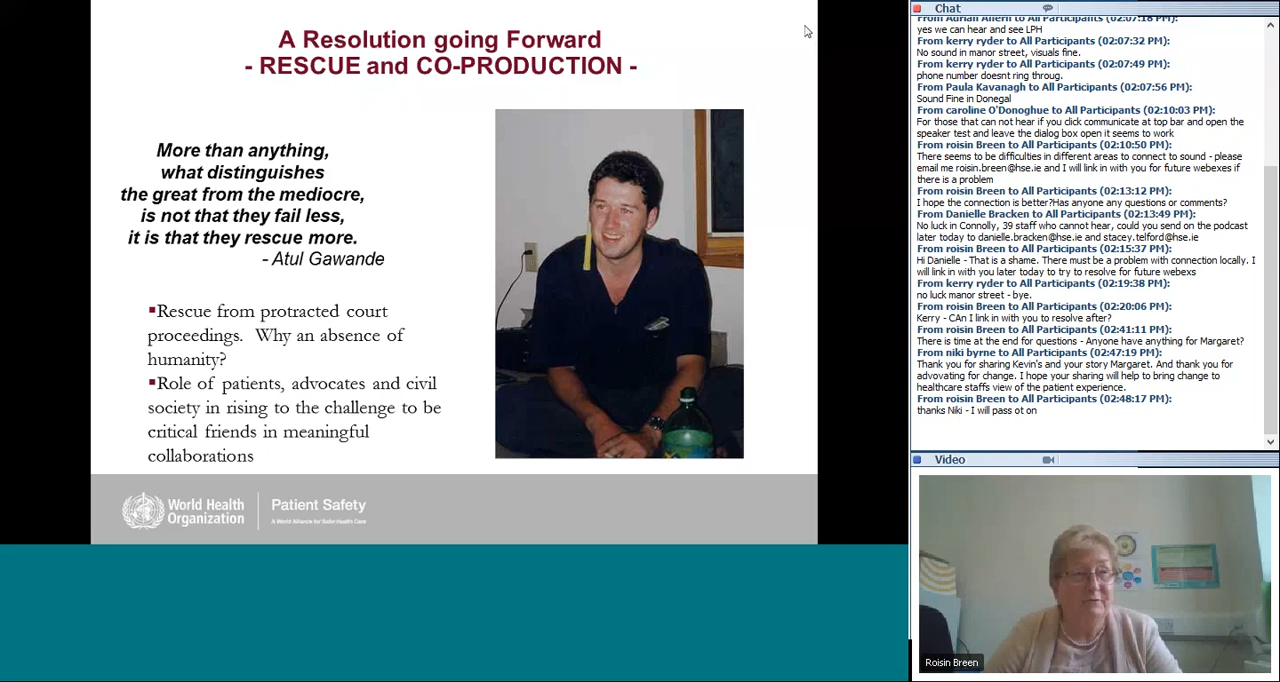 A Resolution going Forward
- RESCUE and CO-PRODUCTION -
More than anything,
what distinguishes
the great from the mediocre,
is not that they fail less,
it is that they rescue more.
- Atul Gawande
▪Rescue from protracted court
proceedings. Why an absence of
humanity?
▪Role of patients, advocates and civil
society in rising to the challenge to be
critical friends in meaningful
collaborations
World Health
Organization
Patient Safety
A World Alliance for Safer Health Care
Chat
From Adrian Ahern to All Participants (02:07:18 PM):
yes we can hear and see LPH
From kerry ryder to All Participants (02:07:32 PM):
No sound in manor street, visuals fine.
From kerry ryder to All Participants (02:07:49 PM):
phone number doesnt ring throug.
From Paula Kavanagh to All Participants (02:07:56 PM):
Sound Fine in Donegal
From caroline O'Donoghue to All Participants (02:10:03 PM):
For those that can not hear if you click communicate at top bar and open the
speaker test and leave the dialog box open it seems to work
From roisin Breen to All Participants (02:10:50 PM):
There seems to be difficulties in different areas to connect to sound - please
email me roisin.breen@hse.ie and I will link in with you for future webexes if
there is a problem
From roisin Breen to All Participants (02:13:12 PM):
I hope the connection is better?Has anyone any questions or comments?
From Danielle Bracken to All Participants (02:13:49 PM):
No luck in Connolly, 39 staff who cannot hear, could you send on the podcast
later today to danielle.bracken@hse.ie and stacey.telford@hse.ie
From roisin Breen to All Participants (02:15:37 PM):
Hi Danielle - That is a shame. There must be a problem with connection locally. I
will link in with you later today to try to resolve for future webexs
From kerry ryder to All Participants (02:19:38 PM):
no luck manor street - bye.
From roisin Breen to All Participants (02:20:06 PM):
Kerry - CAn I link in with you to resolve after?
From roisin Breen to All Participants (02:41:11 PM):
There is time at the end for questions - Anyone have anything for Margaret?
From niki byrne to All Participants (02:47:19 PM):
Thank you for sharing Kevin's and your story Margaret. And thank you for
advovating for change. I hope your sharing will help to bring change to
healthcare staffs view of the patient experience.
From roisin Breen to All Participants (02:48:17 PM):
thanks Niki - I will pass ot on
Video
Roisin Breen